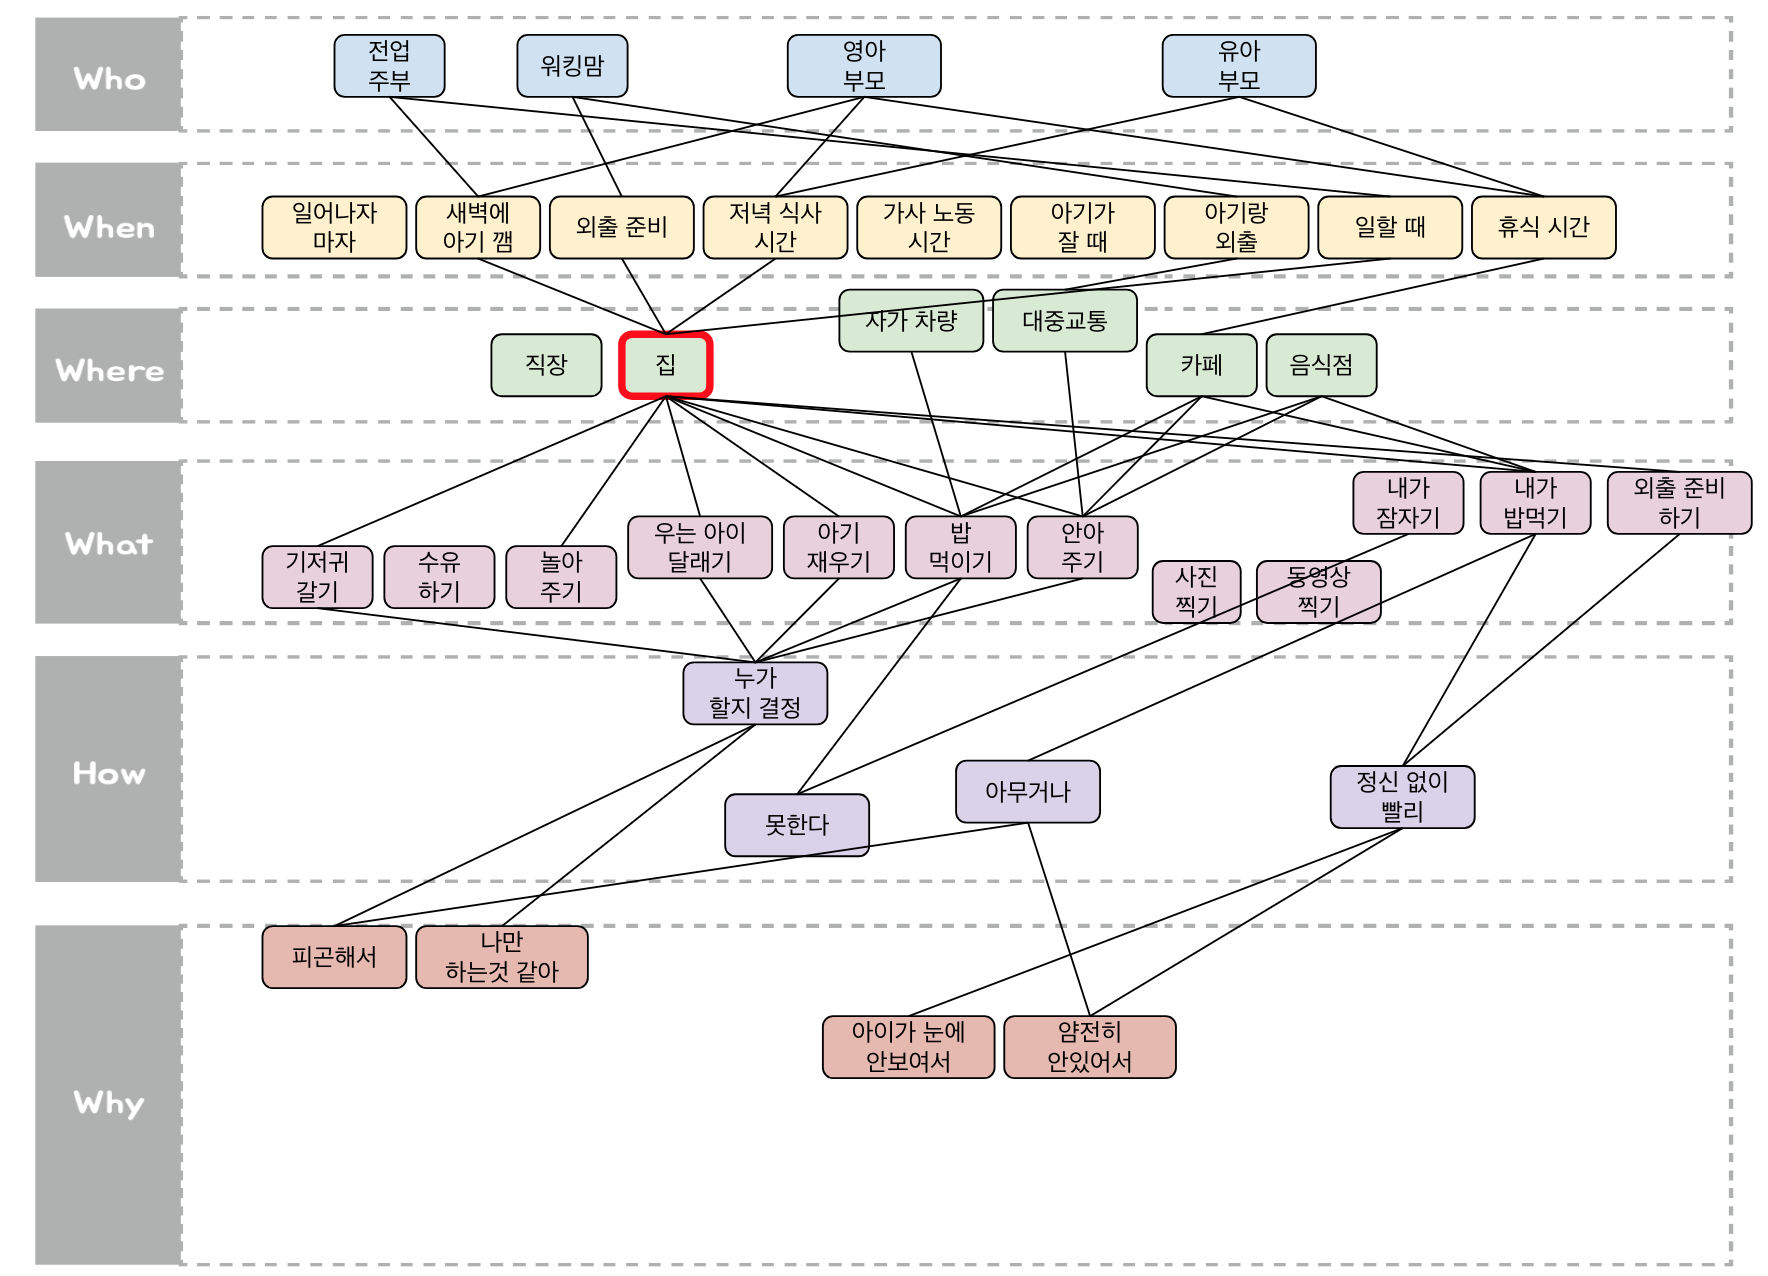 Who
전업
주부
워킹맘
영아
부모
유아
부모
When
일어나자
마자
새벽에
아기 깸
외출 준비
저녁 식사
시간
가사 노동
시간
아기가
잘 때
아기랑
외출
일할 때
휴식 시간
Where
직장
집
자가 차량
대중교통
카페
음식점
What
기저귀
갈기
수유
하기
놀아
주기
우는 아이
달래기
아기
재우기
밥
먹이기
안아
주기
사진
찍기
동영상
찍기
내가
잠자기
내가
밥먹기
외출 준비
하기
How
누가
할지 결정
못한다
아무거나
정신 없이
빨리
Why
피곤해서
나만
하는것 같아
아이가 눈에
안보여서
얌전히
안있어서